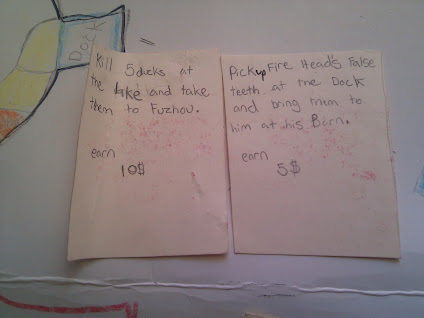 Dock
Kill 5 ducks at
the lake and take
them to Fuzhou.
earn
10$
Pick up Fire Head's False
teeth at the Dock
and bring them to
him at his Barn.
earn
5$